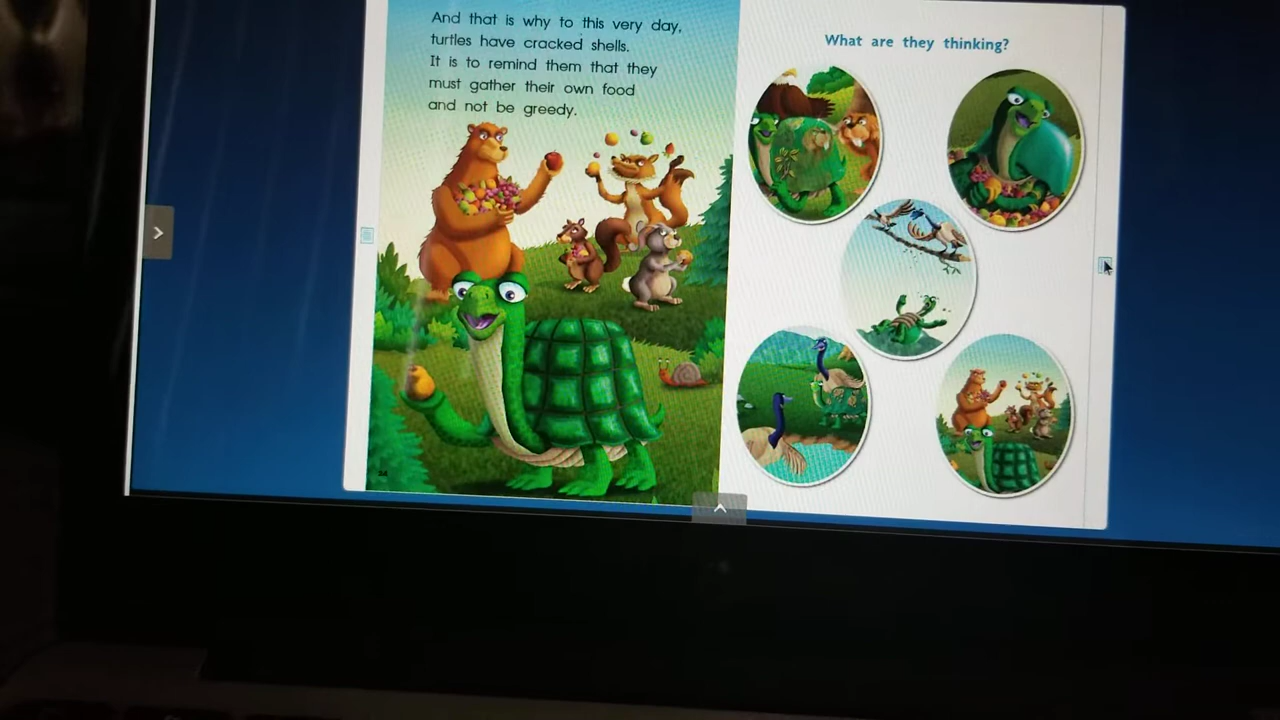 And that is why to this very day,
turtles have cracked shells.
It is to remind them that they
must gather their own food
and not be greedy.
What are they thinking?